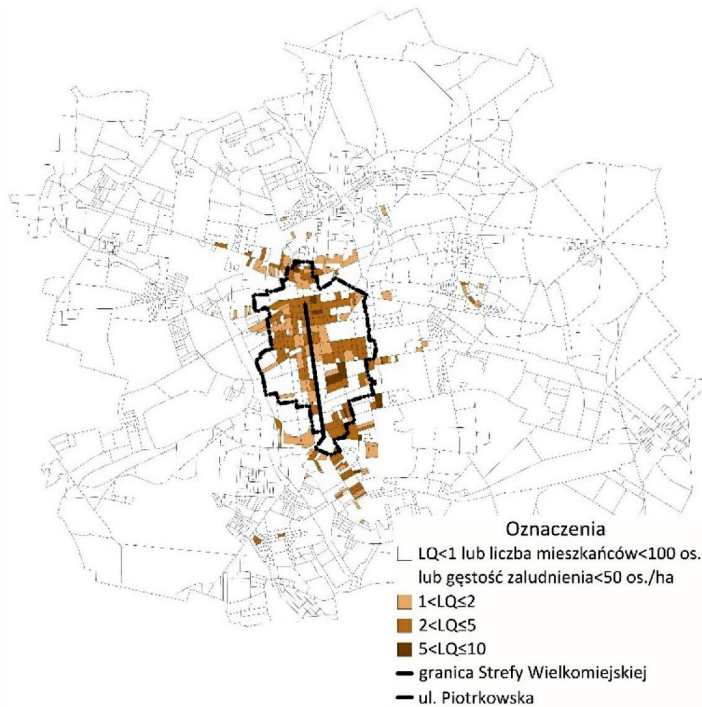 Oznaczenia
LQ<1 lub liczba mieszkańców<100 os.
lub gęstość zaludnienia<50 os./ha
1<LQ≤2
2<LQ≤5
5<LQ≤10
granica Strefy Wielkomiejskiej
ul. Piotrkowska